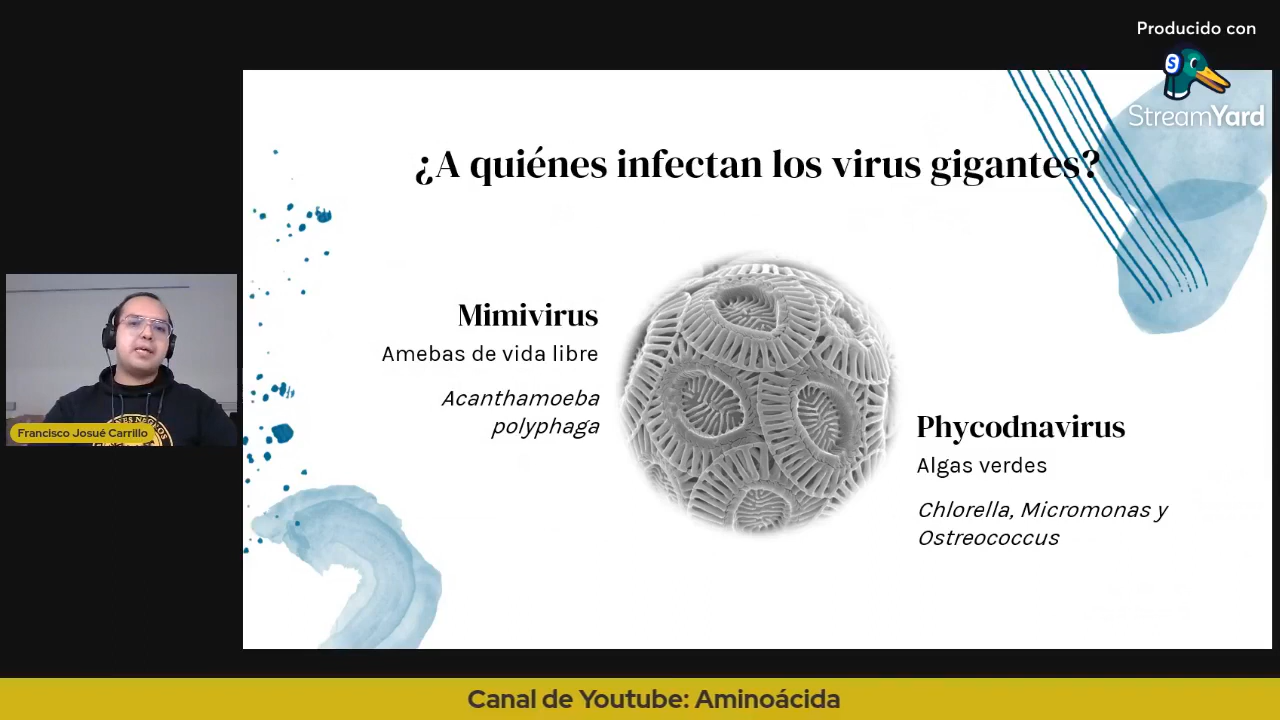 Producido con
StreamYard
¿A quiénes infectan los virus gigantes?
Mimivirus
Amebas de vida libre
Acanthamoeba
polyphaga
Phycodnavirus
Algas verdes
Chlorella, Micromonas y
Ostreococcus
Francisco Josué Carrillo
Canal de Youtube: Aminoácida